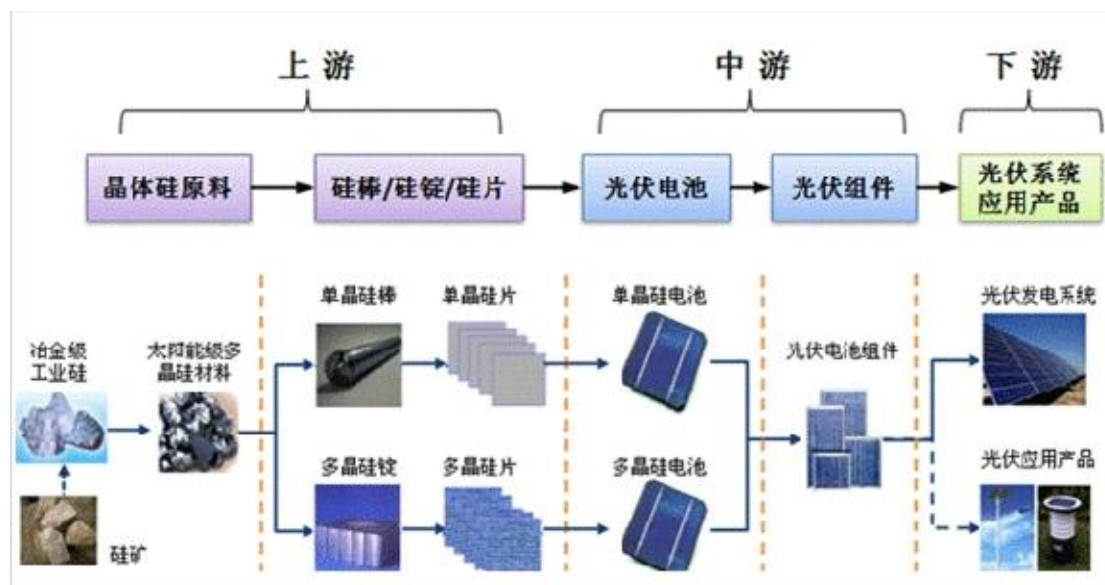 上 游
中 游
下 游
晶体硅原料
硅棒/硅锭/硅片
光伏电池
光伏组件
光伏系统
应用产品
单晶硅棒
单晶硅片
单晶硅电池
光伏发电系统
冶金级
工业硅
太阳能级多
晶硅材料
光伏电池组件
多晶硅锭
多晶硅片
多晶硅电池
光伏应用产品
硅矿